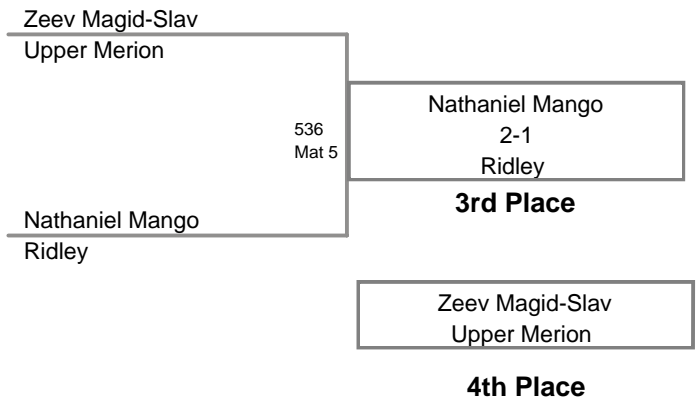 Zeev Magid-Slav
Upper Merion
536
Mat 5
Nathaniel Mango
2-1
Ridley
3rd Place
Nathaniel Mango
Ridley
Zeev Magid-Slav
Upper Merion
4th Place